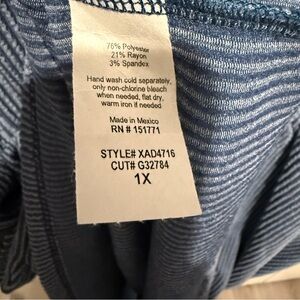 76% Polyester
21% Rayon
3% Spandex
Hand wash cold separately,
only non-chlorine bleach
when needed, flat dry,
warm iron if needed
Made in Mexico
RN # 151771
STYLE# XAD4716
CUT# G32784
1X